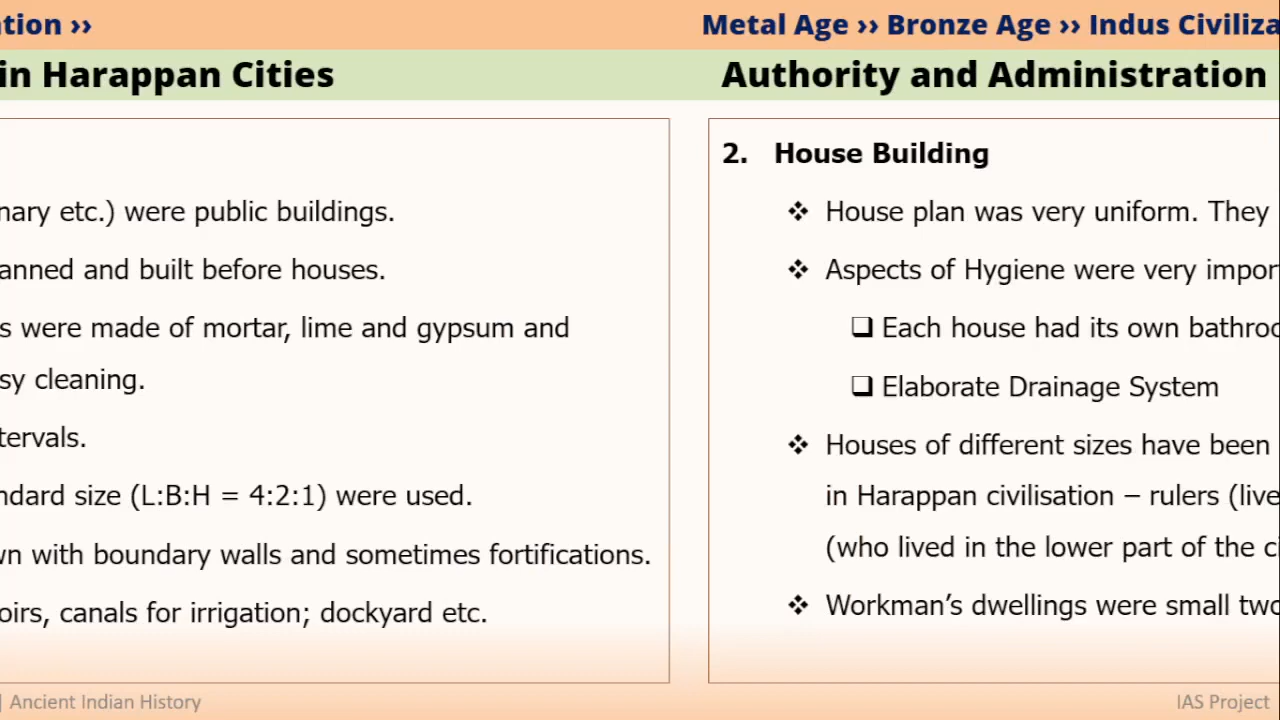 tion ››
in Harappan Cities
nary etc.) were public buildings.
anned and built before houses.
s were made of mortar, lime and gypsum and
sy cleaning.
tervals.
ndard size (L:B:H = 4:2:1) were used.
wn with boundary walls and sometimes fortifications.
oirs, canals for irrigation; dockyard etc.
| Ancient Indian History
Metal Age ›› Bronze Age ›› Indus Civiliza
Authority and Administration
2. House Building
❖ House plan was very uniform. They
❖ Aspects of Hygiene were very impor
❑ Each house had its own bathroo
❑ Elaborate Drainage System
❖ Houses of different sizes have been
in Harappan civilisation – rulers (live
(who lived in the lower part of the ci
❖ Workman’s dwellings were small two
IAS Project